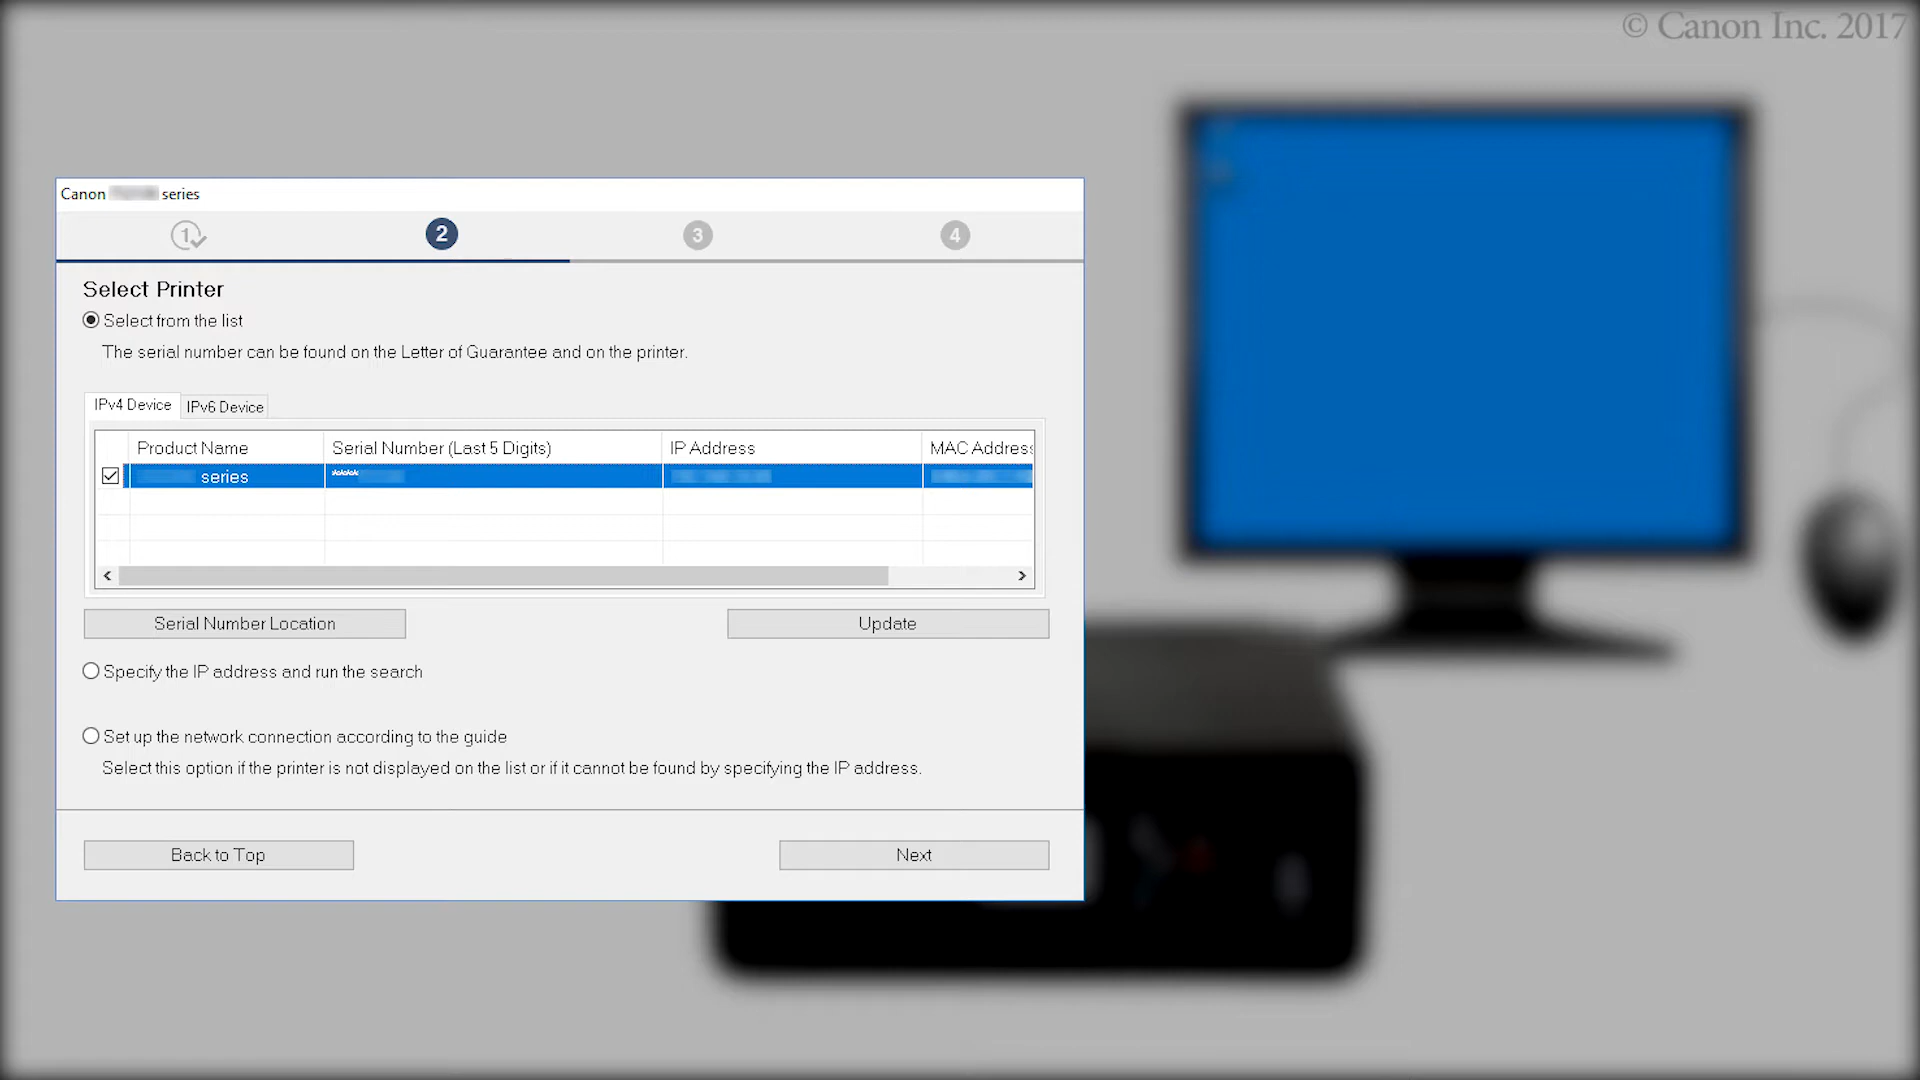 © Canon Inc. 2017
Canon series
1 2 3 4
Select Printer
Select from the list
The serial number can be found on the Letter of Guarantee and on the printer.
IPv4 Device IPv6 Device
Product Name Serial Number (Last 5 Digits) IP Address MAC Address
series ****
Serial Number Location Update
Specify the IP address and run the search
Set up the network connection according to the guide
Select this option if the printer is not displayed on the list or if it cannot be found by specifying the IP address.
Back to Top Next